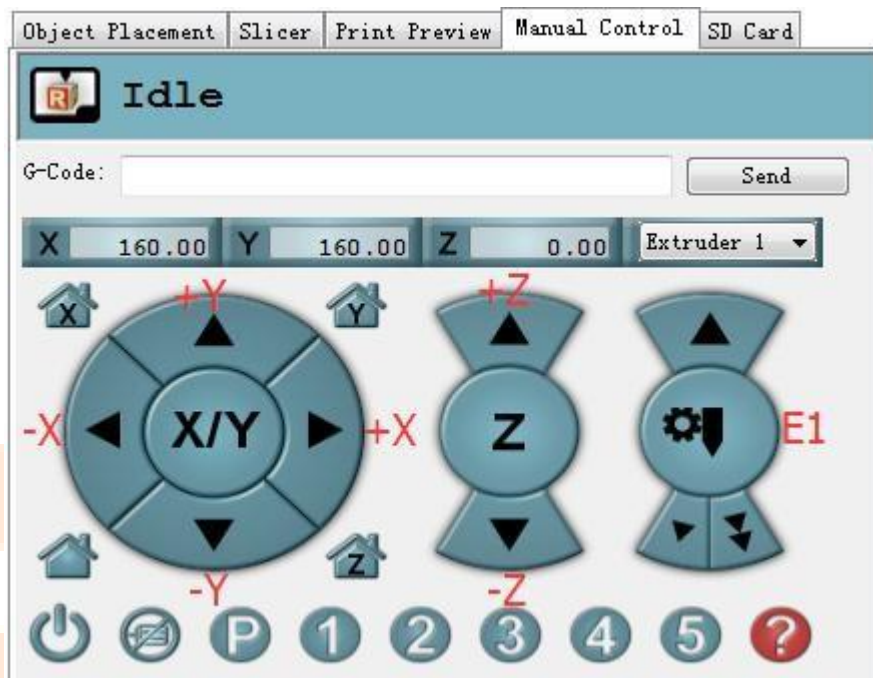 Object Placement Slicer Print Preview Manual Control SD Card
R Idle
G-Code: Send
X 160.00 Y 160.00 Z 0.00 Extruder 1
X +Y Y +Z
-X X/Y +X Z E1
Z
-Y -Z
P 1 2 3 4 5 ?